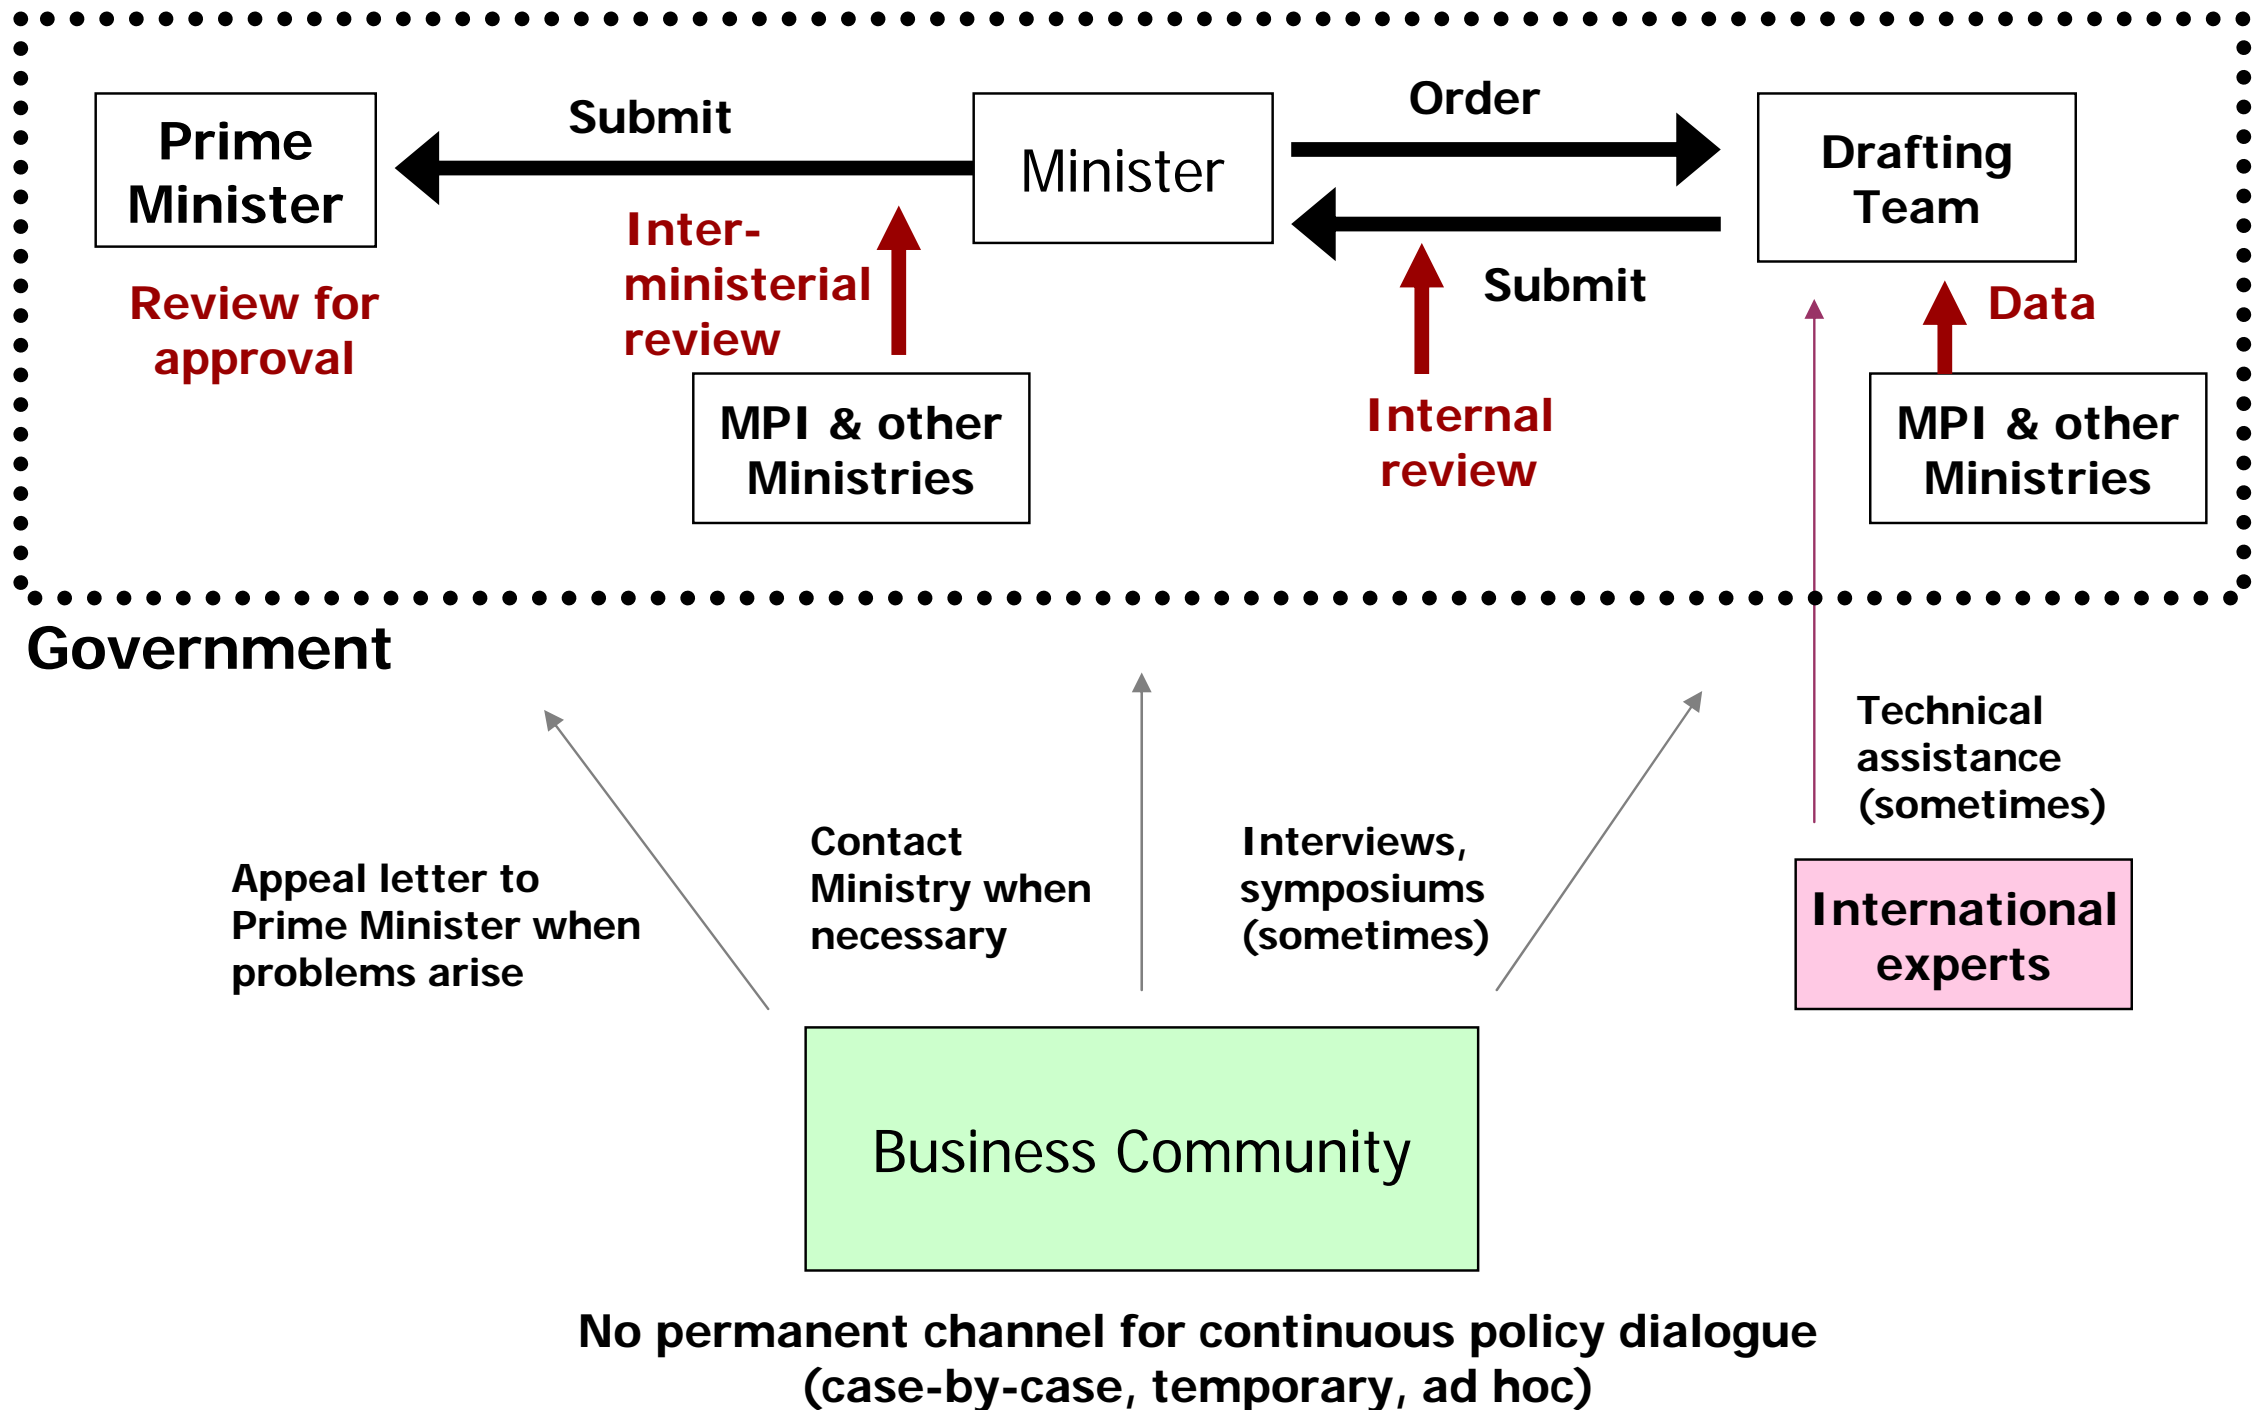 Prime
Minister
Submit
Minister
Order
Drafting
Team
Review for
approval
Inter-
ministerial
review
Submit
Data
MPI & other
Ministries
Internal
review
MPI & other
Ministries
Government
Appeal letter to
Prime Minister when
problems arise
Contact
Ministry when
necessary
Interviews,
symposiums
(sometimes)
Technical
assistance
(sometimes)
International
experts
Business Community
No permanent channel for continuous policy dialogue
(case-by-case, temporary, ad hoc)